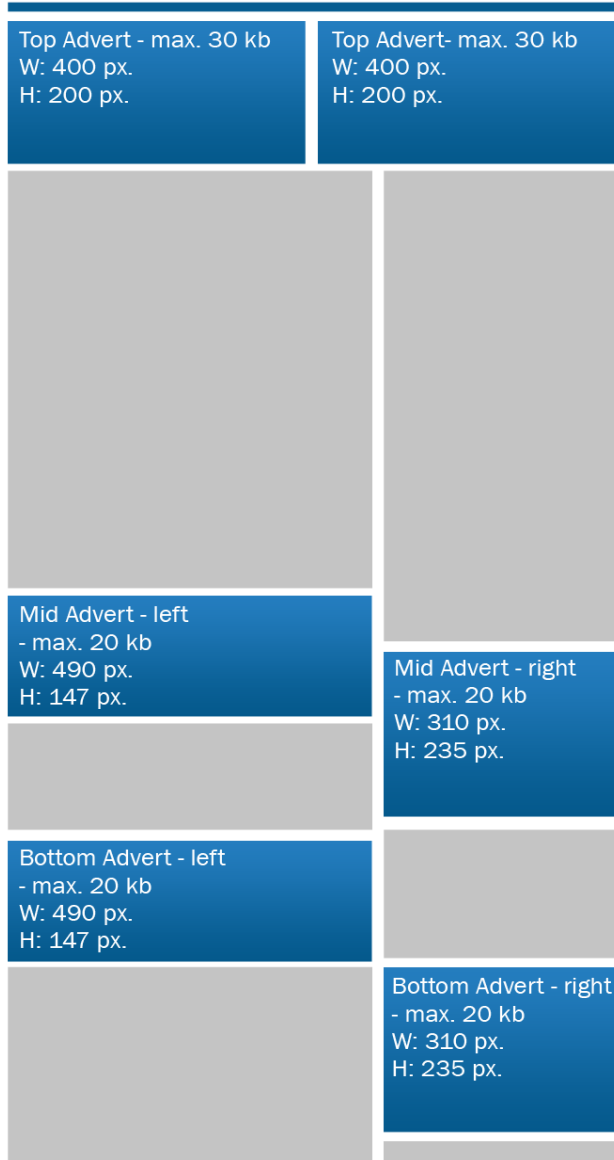 Top Advert - max. 30 kb
W: 400 px.
H: 200 px.
Top Advert- max. 30 kb
W: 400 px.
H: 200 px.
Mid Advert - left
- max. 20 kb
W: 490 px.
H: 147 px.
Mid Advert - right
- max. 20 kb
W: 310 px.
H: 235 px.
Bottom Advert - left
- max. 20 kb
W: 490 px.
H: 147 px.
Bottom Advert - right
- max. 20 kb
W: 310 px.
H: 235 px.